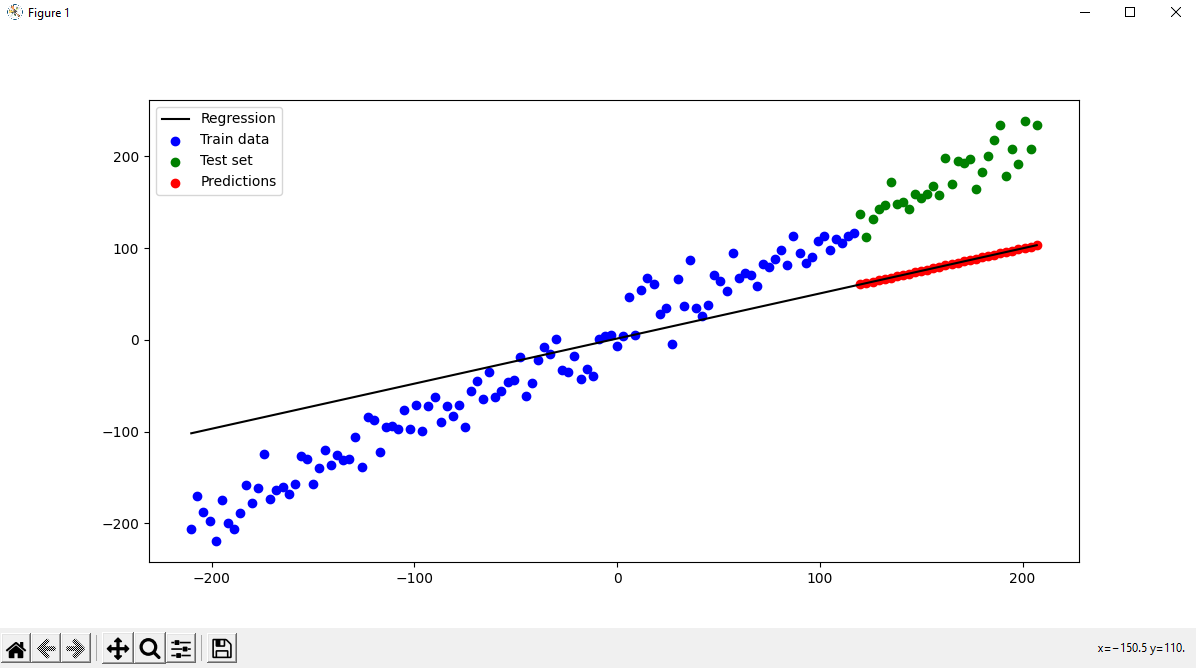 Figure 1
Regression
Train data
Test set
Predictions
200
100
0
−100
−200
−200 −100 0 100 200
x=−150.5 y=110.